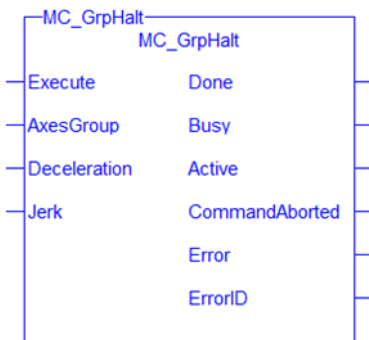 MC_GrpHalt
MC_GrpHalt
Execute Done
AxesGroup Busy
Deceleration Active
Jerk CommandAborted
Error
ErrorID